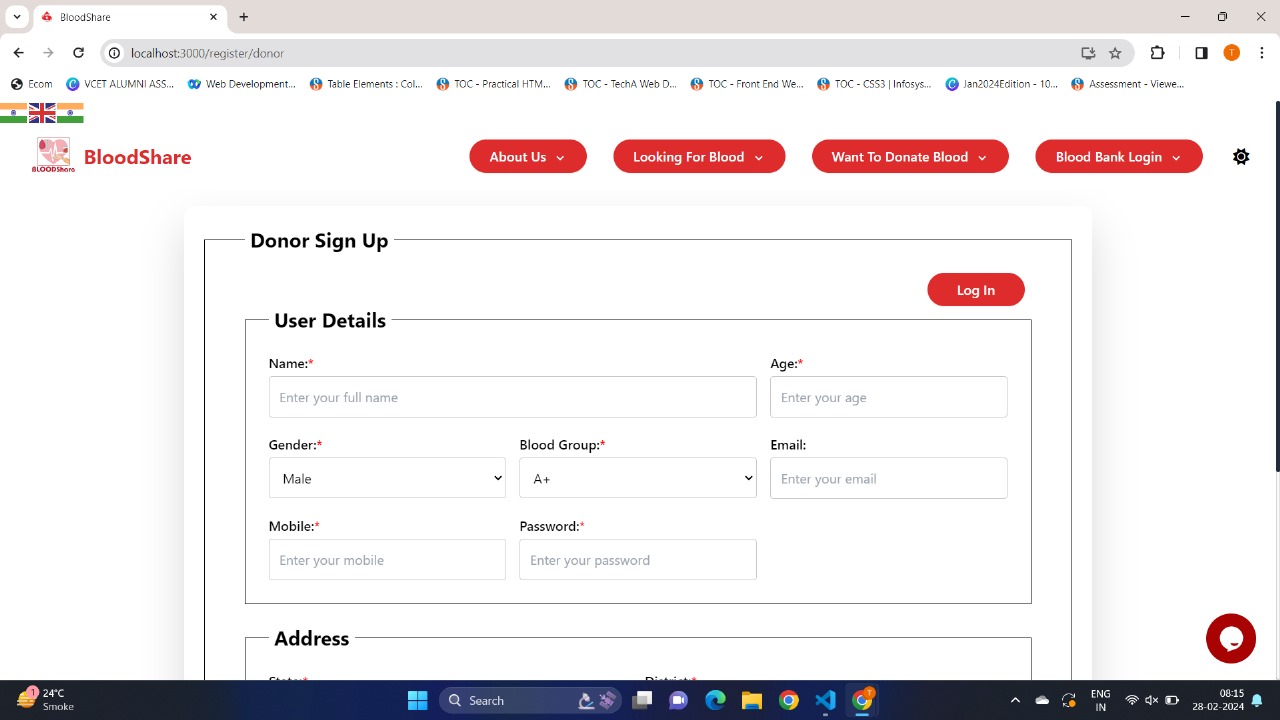 BloodShare
localhost:3000/register/donor
T
Ecom
VCET ALUMNI ASS...
Web Development...
Table Elements : Col...
TOC - Practical HTM...
TOC - TechA Web D...
TOC - Front End We...
TOC - CSS3 | Infosys...
Jan2024Edition - 10...
Assessment - Viewe...
BLOODShare
BloodShare
About Us
Looking For Blood
Want To Donate Blood
Blood Bank Login
Donor Sign Up
Log In
User Details
Name:*
Age:*
Enter your full name
Enter your age
Gender:*
Blood Group:*
Email:
Male
A+
Enter your email
Mobile:*
Password:*
Enter your mobile
Enter your password
Address
State:*
District:*
1
24°C
Smoke
Search
T
ENG
IN
08:15
28-02-2024